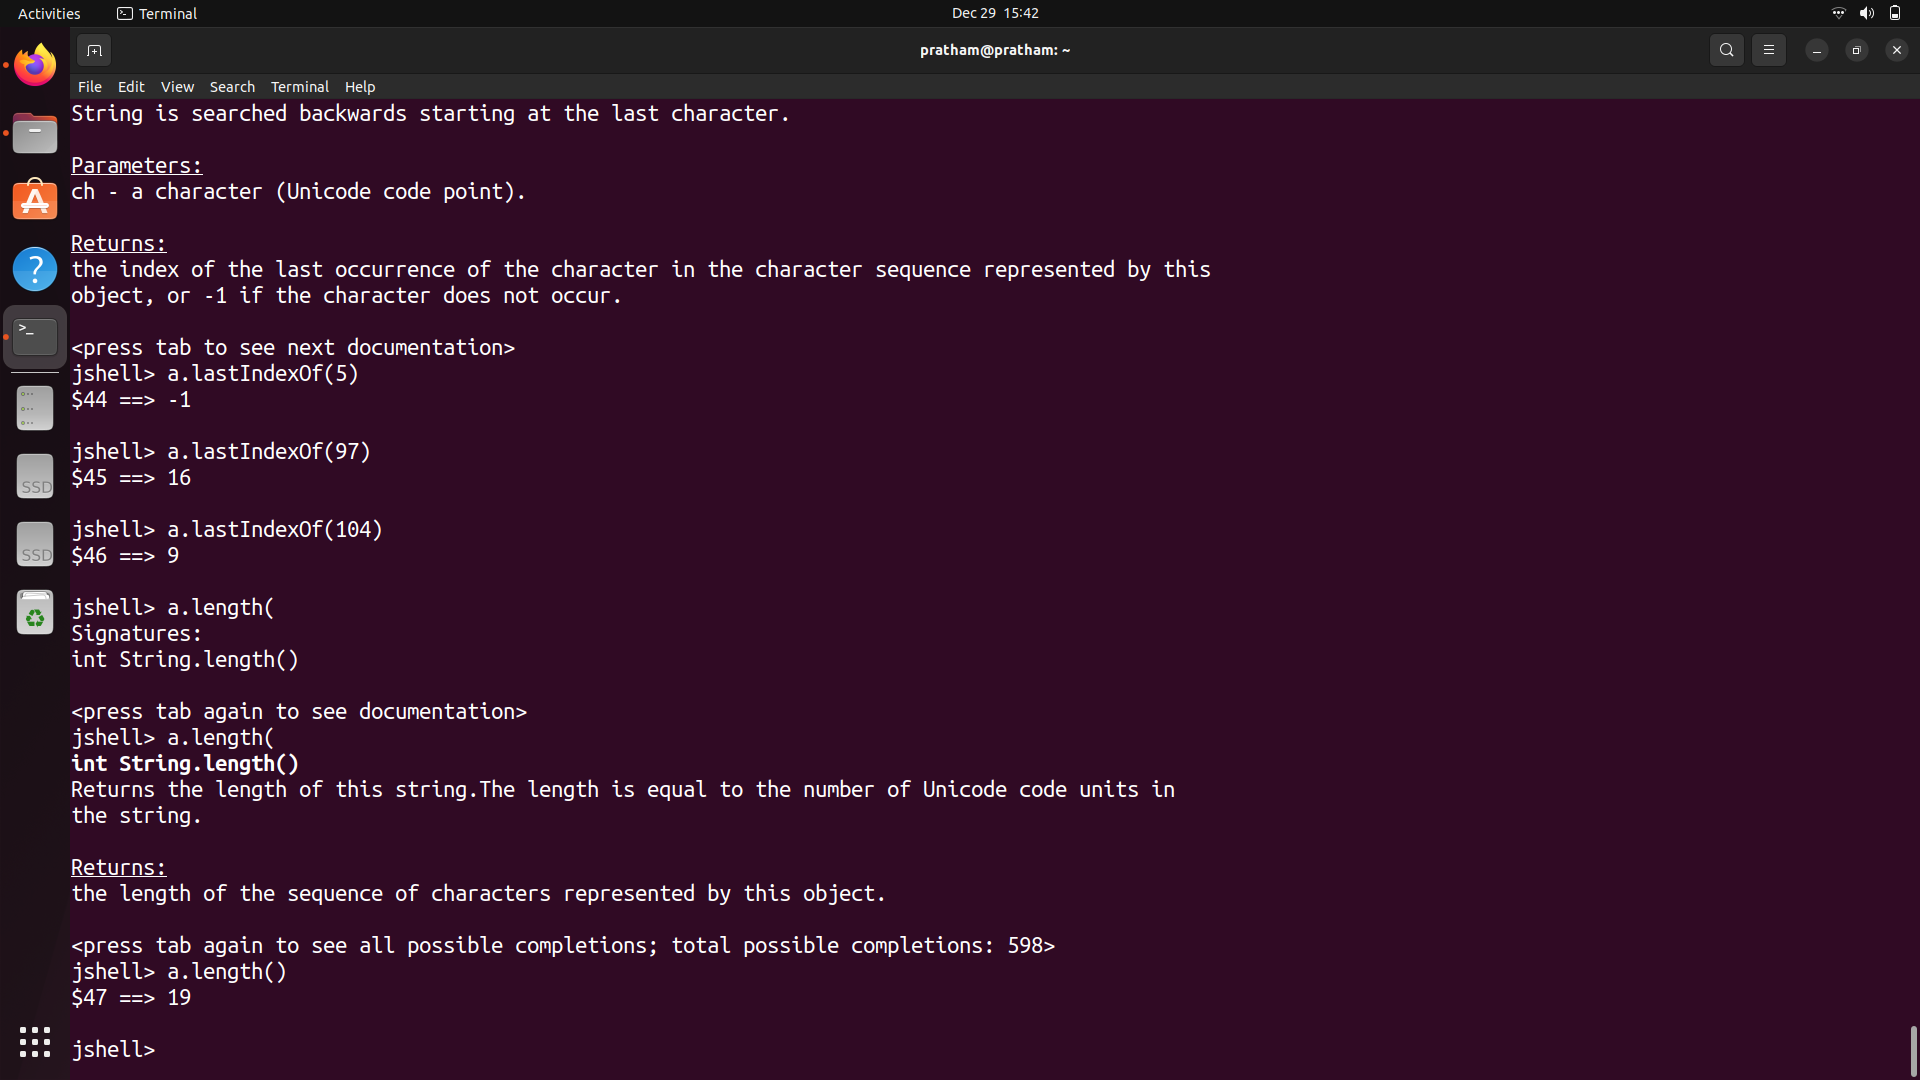 Activities
Terminal
Dec 29 15:42
pratham@pratham: ~
File Edit View Search Terminal Help
String is searched backwards starting at the last character.
Parameters:
ch - a character (Unicode code point).
Returns:
the index of the last occurrence of the character in the character sequence represented by this
object, or -1 if the character does not occur.
<press tab to see next documentation>
jshell> a.lastIndexOf(5)
$44 ==> -1
jshell> a.lastIndexOf(97)
$45 ==> 16
jshell> a.lastIndexOf(104)
$46 ==> 9
jshell> a.length(
Signatures:
int String.length()
<press tab again to see documentation>
jshell> a.length(
int String.length()
Returns the length of this string.The length is equal to the number of Unicode code units in
the string.
Returns:
the length of the sequence of characters represented by this object.
<press tab again to see all possible completions; total possible completions: 598>
jshell> a.length()
$47 ==> 19
jshell>
SSD
SSD